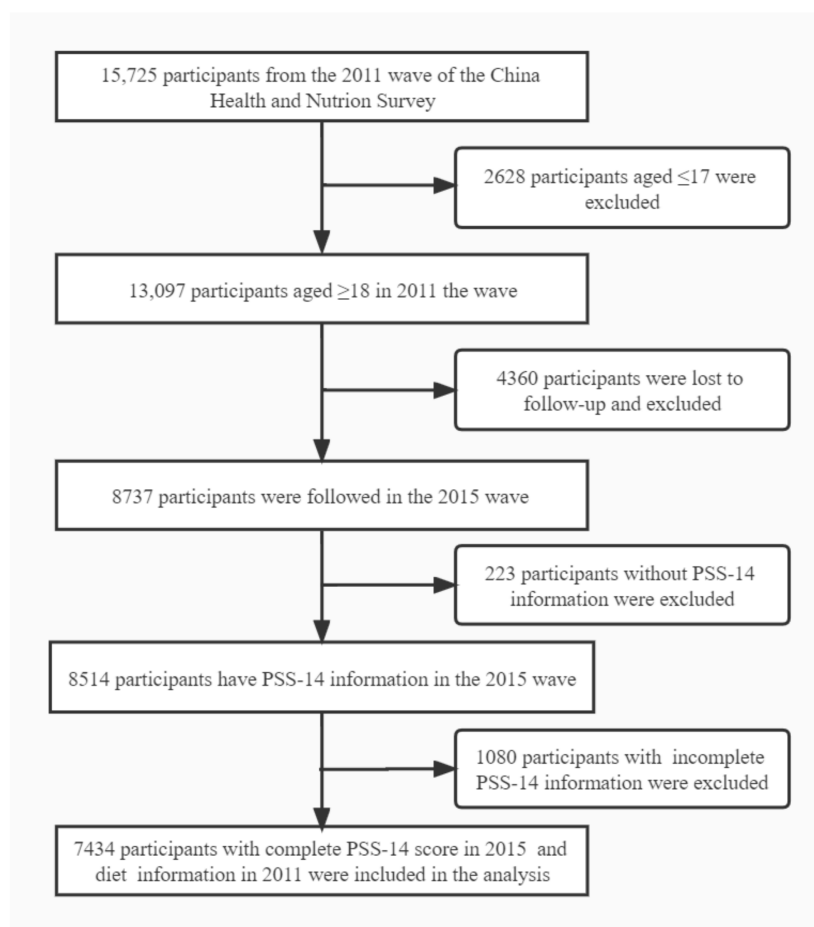 15,725 participants from the 2011 wave of the China
Health and Nutrion Survey
2628 participants aged ≤17 were
excluded
13,097 participants aged ≥18 in 2011 the wave
4360 participants were lost to
follow-up and excluded
8737 participants were followed in the 2015 wave
223 participants without PSS-14
information were excluded
8514 participants have PSS-14 information in the 2015 wave
1080 participants with  incomplete
PSS-14 information were excluded
7434 participants with complete PSS-14 score in 2015  and
diet  information in 2011 were included in the analysis